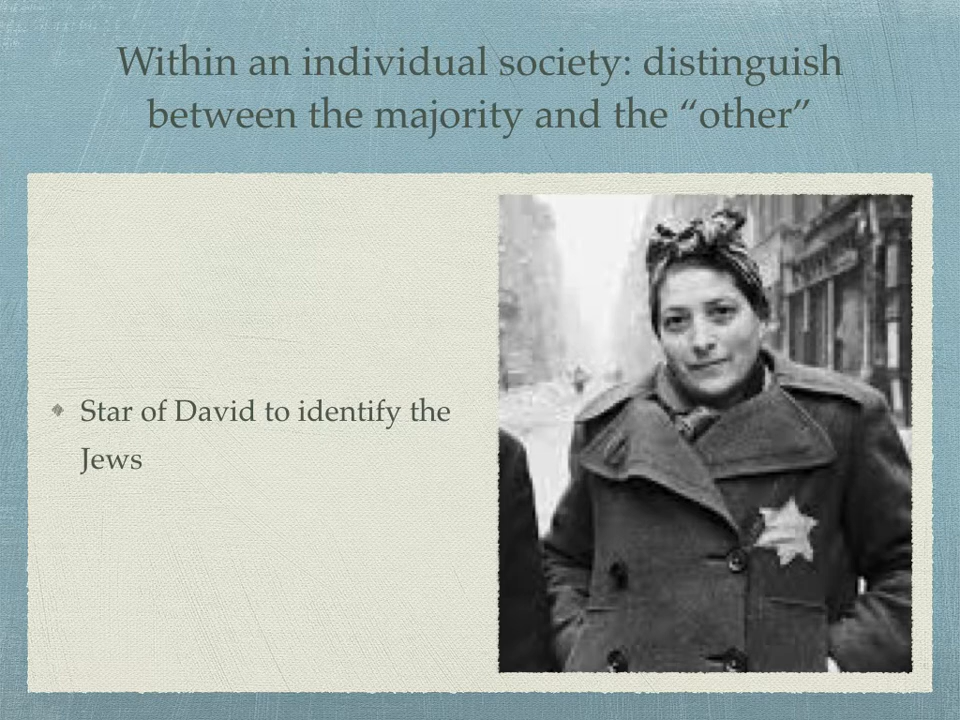 Within an individual society: distinguish
between the majority and the “other”
Star of David to identify the
Jews